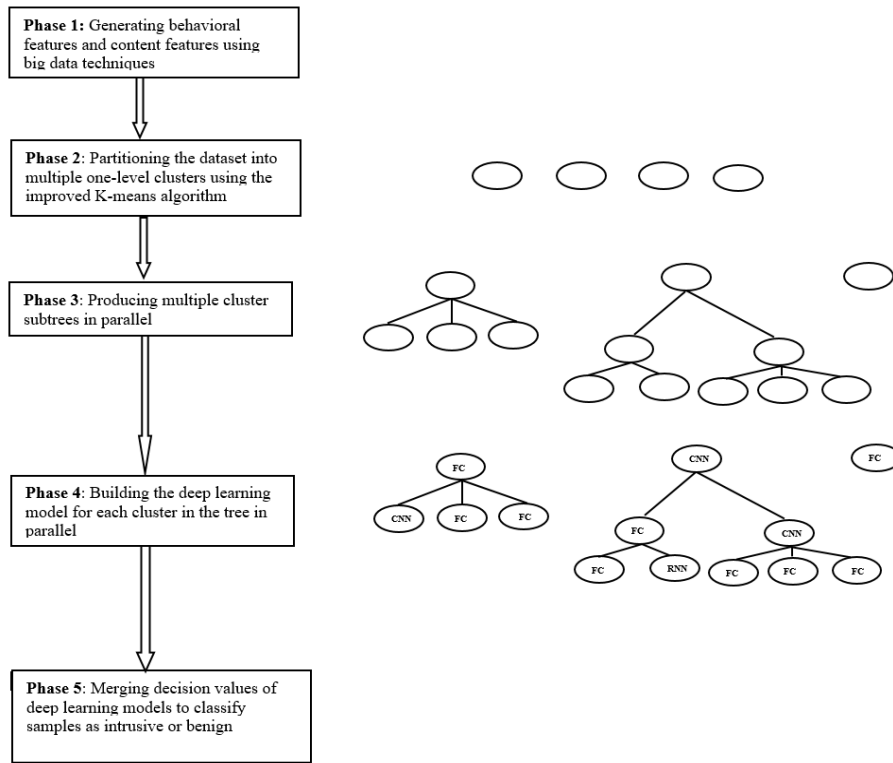 Phase 1: Generating behavioral
features and content features using
big data techniques
Phase 2: Partitioning the dataset into
multiple one-level clusters using the
improved K-means algorithm
Phase 3: Producing multiple cluster
subtrees in parallel
Phase 4: Building the deep learning
model for each cluster in the tree in
parallel
FC
CNN FC FC
CNN
FC CNN
FC RNN FC FC FC
FC
Phase 5: Merging decision values of
deep learning models to classify
samples as intrusive or benign